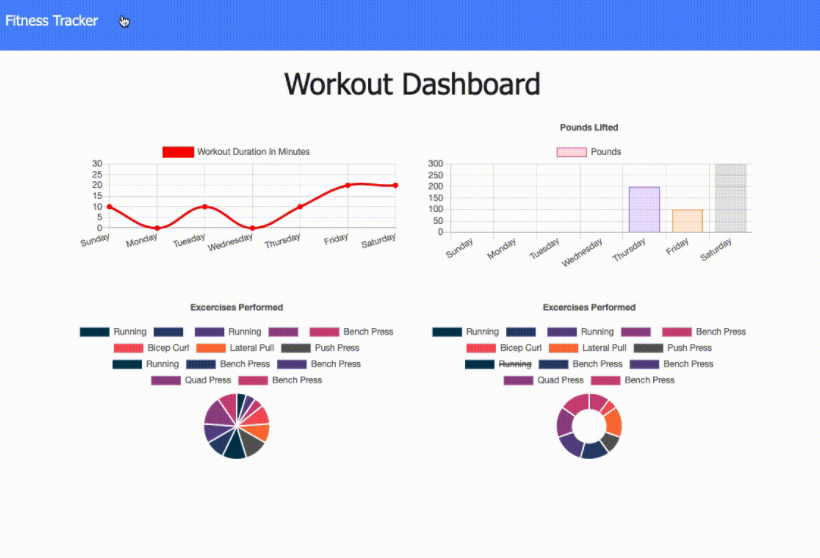 Fitness Tracker
Workout Dashboard
Workout Duration In Minutes
30
25
20
15
10
5
0
Sunday Monday Tuesday Wednesday Thursday Friday Saturday
Pounds Lifted
Pounds
300
250
200
150
100
50
0
Sunday Monday Tuesday Wednesday Thursday Friday Saturday
Excercises Performed
Running Running Bench Press
Bicep Curl Lateral Pull Push Press
Running Bench Press Bench Press
Quad Press Bench Press
Excercises Performed
Running Running Bench Press
Bicep Curl Lateral Pull Push Press
Running Bench Press Bench Press
Quad Press Bench Press